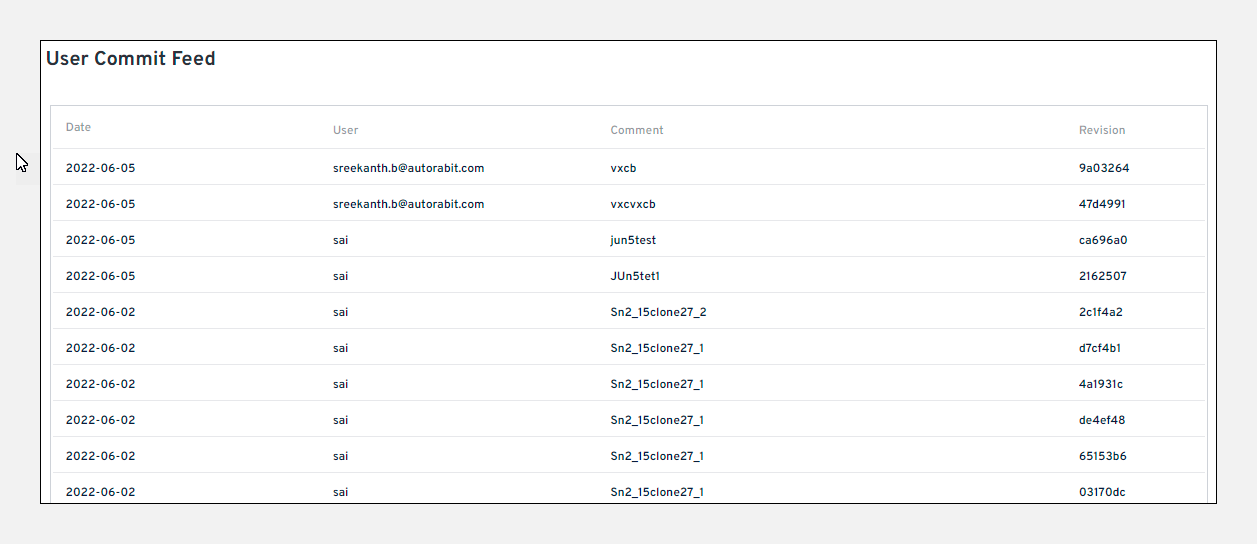 User Commit Feed
Date User Comment Revision
2022-06-05 sreekanth.b@autorabit.com vxcb 9a03264
2022-06-05 sreekanth.b@autorabit.com vxcvxcb 47d4991
2022-06-05 sai jun5test ca696a0
2022-06-05 sai JUn5tet1 2162507
2022-06-02 sai Sn2_15clone27_2 2c1f4a2
2022-06-02 sai Sn2_15clone27_1 d7cf4b1
2022-06-02 sai Sn2_15clone27_1 4a1931c
2022-06-02 sai Sn2_15clone27_1 de4ef48
2022-06-02 sai Sn2_15clone27_1 65153b6
2022-06-02 sai Sn2_15clone27_1 03170dc